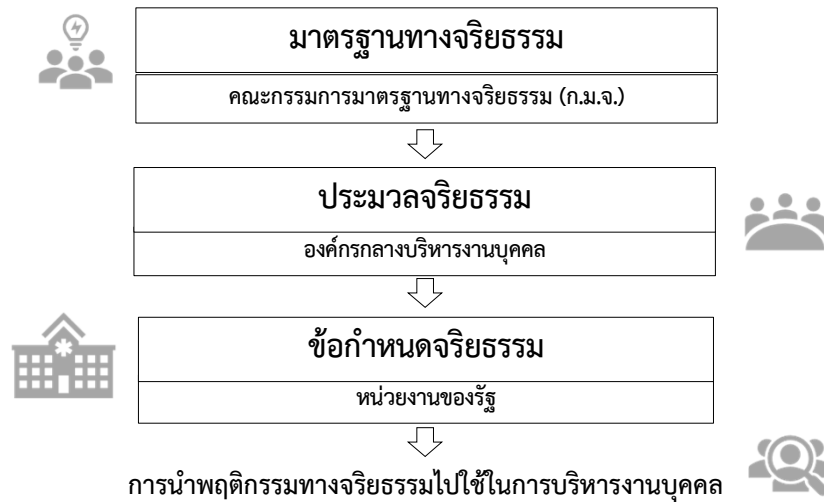 มาตรฐานทางจริยธรรม
คณะกรรมการมาตรฐานทางจริยธรรม (ก.ม.จ.)
ประมวลจริยธรรม
องค์กรกลางบริหารงานบุคคล
ข้อกำหนดจริยธรรม
หน่วยงานของรัฐ
การนำพฤติกรรมทางจริยธรรมไปใช้ในการบริหารงานบุคคล